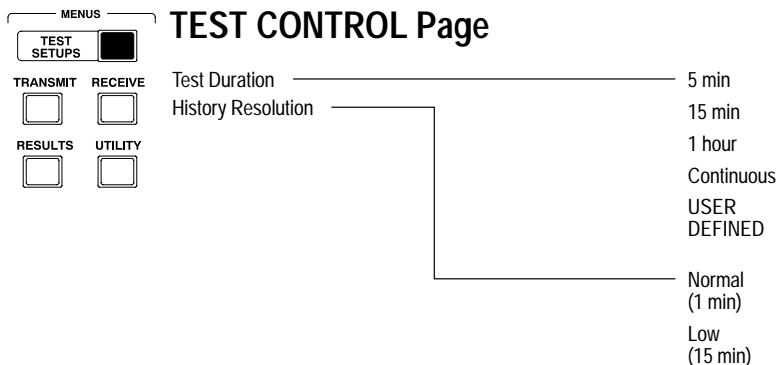 MENUS
TEST CONTROL Page
TEST
SETUPS
TRANSMIT RECEIVE
RESULTS UTILITY
Test Duration
History Resolution
5 min
15 min
1 hour
Continuous
USER
DEFINED
Normal
(1 min)
Low
(15 min)